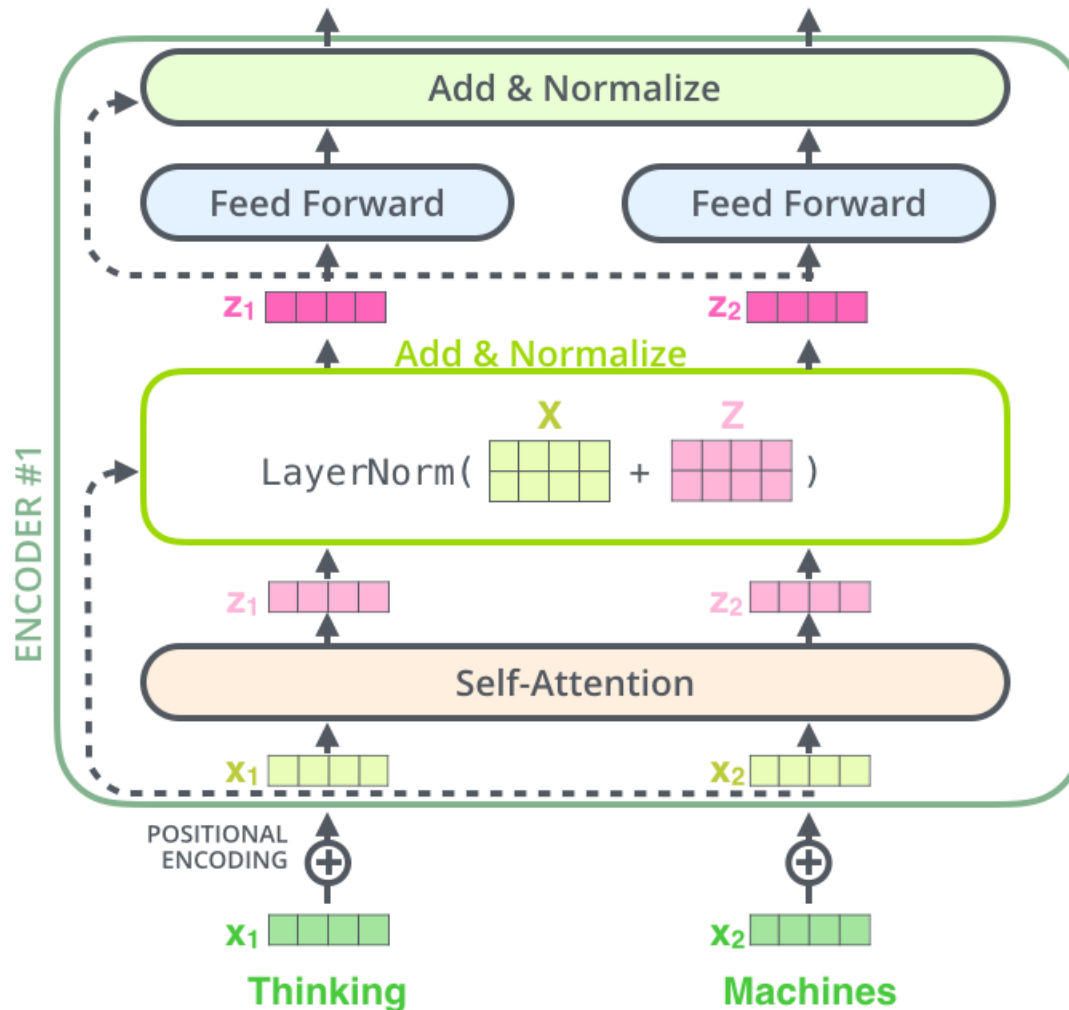 Add & Normalize
Feed Forward
Feed Forward
z1
z2
Add & Normalize
X
Z
LayerNorm(
+
)
ENCODER #1
z1
z2
Self-Attention
x1
x2
POSITIONAL
ENCODING
x1
x2
Thinking
Machines